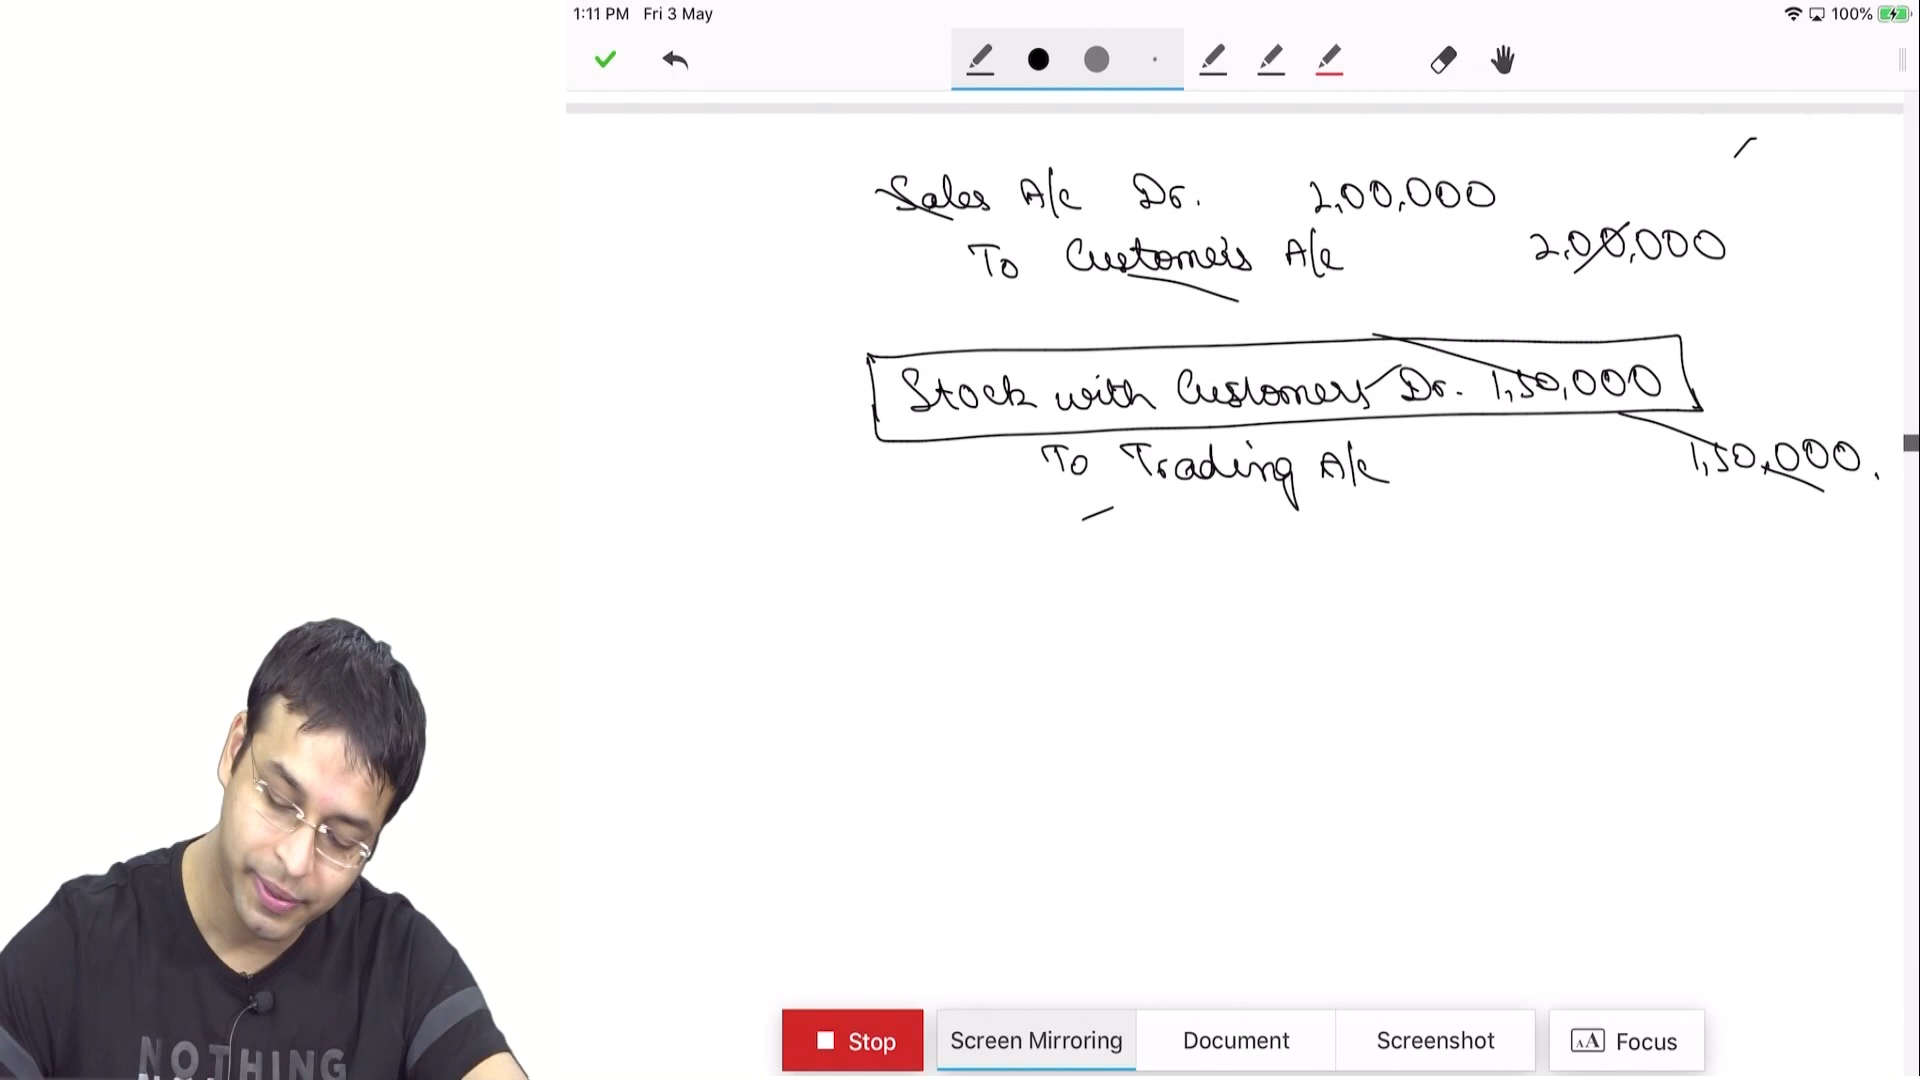 1:11 PM Fri 3 May 100%
Sales A/c Dr. 2,00,000
To Customers A/c 2,00,000
Stock with Customers Dr. 1,50,000
To Trading A/c 1,50,000.
NOTHING
Stop Screen Mirroring Document Screenshot AA Focus